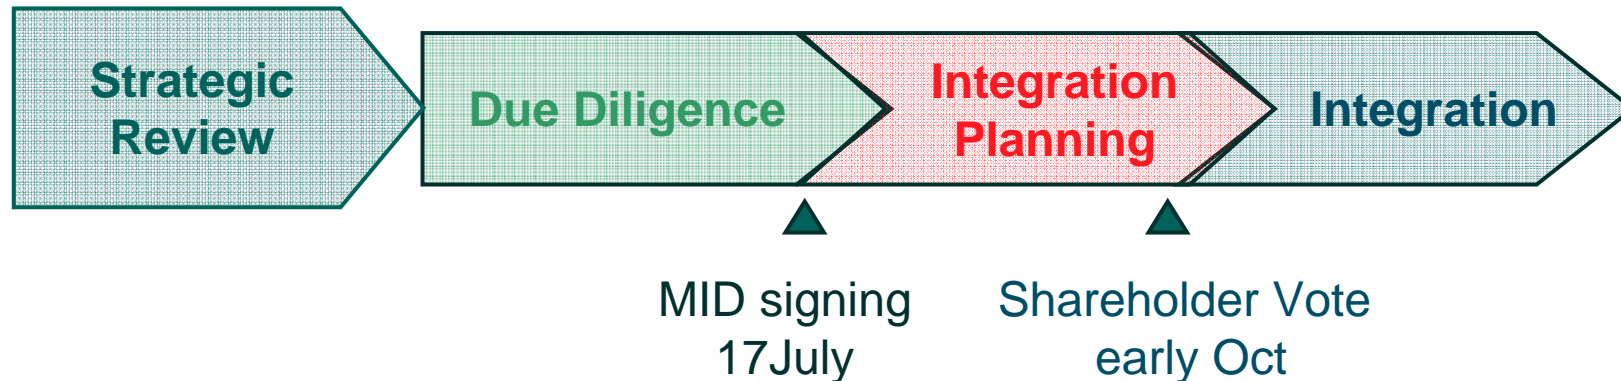 Strategic
Review
Due Diligence
Integration
Planning
Integration
MID signing
17July
Shareholder Vote
early Oct